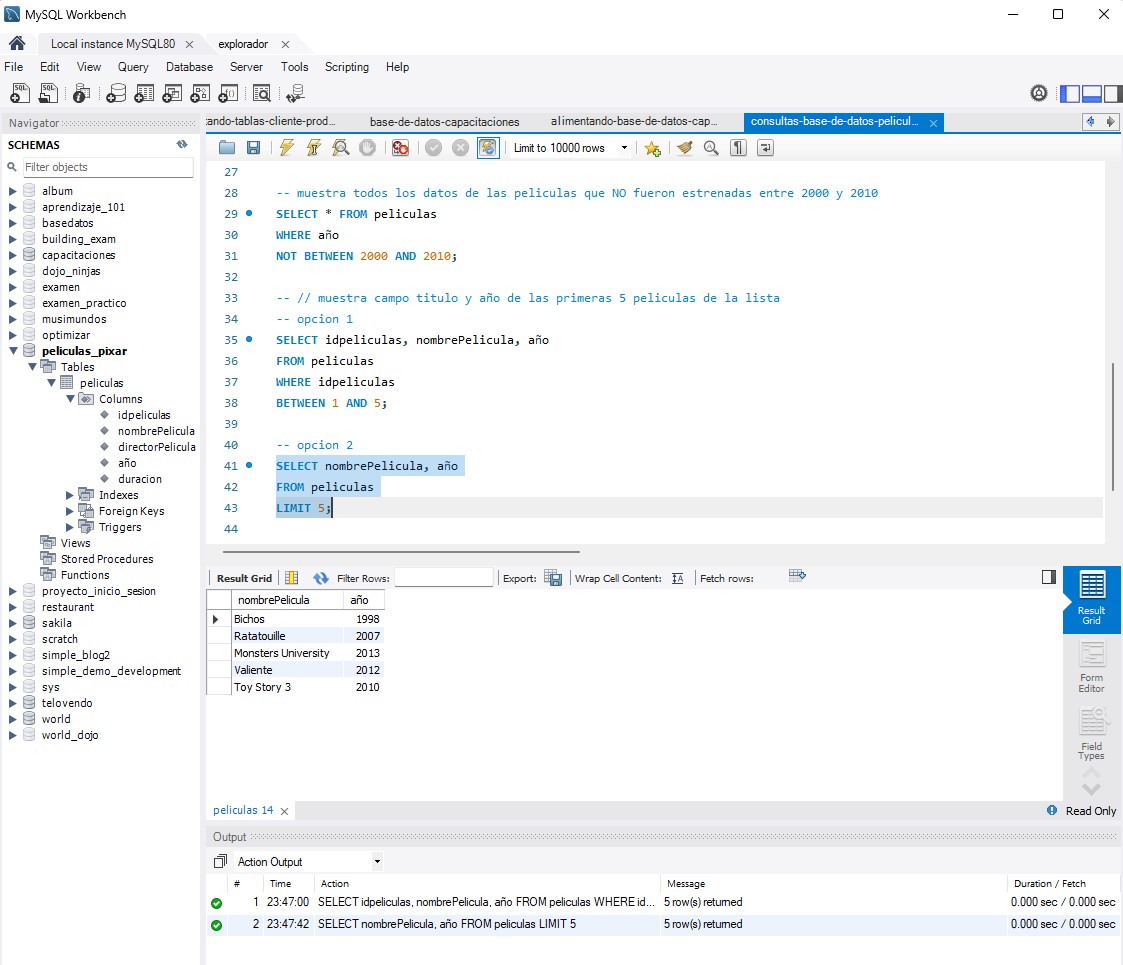 MySQL Workbench
Local instance MySQL80
explorador
File Edit View Query Database Server Tools Scripting Help
Navigator
SCHEMAS
Filter objects
album
aprendizaje_101
basedatos
building_exam
capacitaciones
dojo_ninjas
examen
examen_practico
musimundos
optimizar
peliculas_pixar
Tables
peliculas
Columns
idpeliculas
nombrePelicula
directorPelicula
año
duracion
Indexes
Foreign Keys
Triggers
Views
Stored Procedures
Functions
proyecto_inicio_sesion
restaurant
sakila
scratch
simple_blog2
simple_demo_development
sys
telovendo
world
world_dojo
:ando-tablas-cliente-prod... base-de-datos-capacitaciones alimentando-base-de-datos-cap... consultas-base-de-datos-pelicul...
Limit to 10000 rows
27
28 -- muestra todos los datos de las peliculas que NO fueron estrenadas entre 2000 y 2010
29 SELECT * FROM peliculas
30 WHERE año
31 NOT BETWEEN 2000 AND 2010;
32
33 -- // muestra campo titulo y año de las primeras 5 peliculas de la lista
34 -- opcion 1
35 SELECT idpeliculas, nombrePelicula, año
36 FROM peliculas
37 WHERE idpeliculas
38 BETWEEN 1 AND 5;
39
40 -- opcion 2
41 SELECT nombrePelicula, año
42 FROM peliculas
43 LIMIT 5;
44
Result Grid Filter Rows: Export: Wrap Cell Content: Fetch rows:
nombrePelicula año
Bichos 1998
Ratatouille 2007
Monsters University 2013
Valiente 2012
Toy Story 3 2010
Result
Grid
Form
Editor
Field
Types
peliculas 14
Read Only
Output
Action Output
# Time Action Message Duration / Fetch
1 23:47:00 SELECT idpeliculas, nombrePelicula, año FROM peliculas WHERE id... 5 row(s) returned 0.000 sec / 0.000 sec
2 23:47:42 SELECT nombrePelicula, año FROM peliculas LIMIT 5 5 row(s) returned 0.000 sec / 0.000 sec